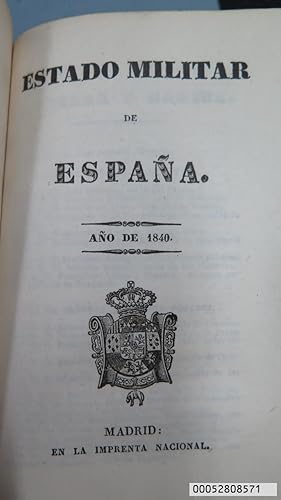 ESTADO MILITAR
DE
ESPAÑA.
AÑO DE 1840.
MADRID:
EN LA IMPRENTA NACIONAL.
00052808571